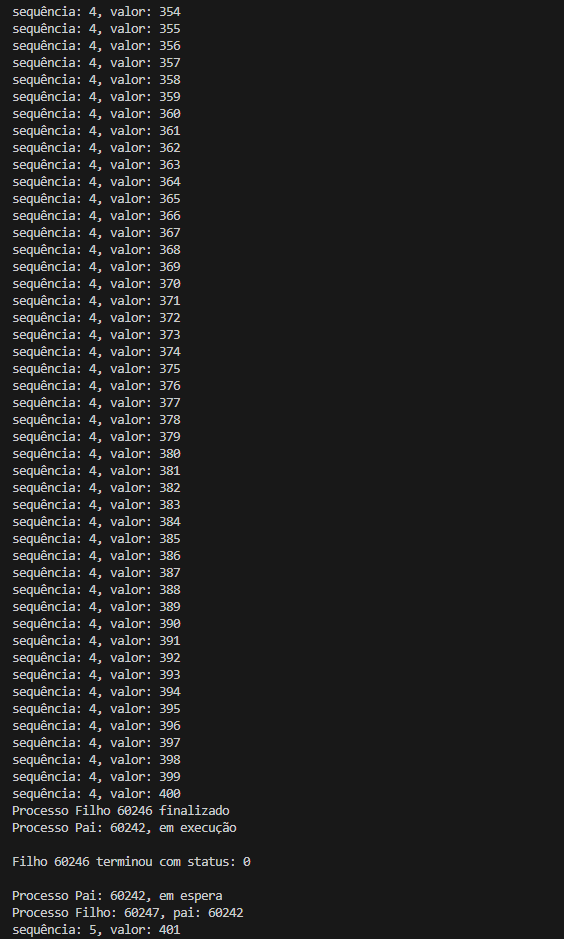 sequência: 4, valor: 354
sequência: 4, valor: 355
sequência: 4, valor: 356
sequência: 4, valor: 357
sequência: 4, valor: 358
sequência: 4, valor: 359
sequência: 4, valor: 360
sequência: 4, valor: 361
sequência: 4, valor: 362
sequência: 4, valor: 363
sequência: 4, valor: 364
sequência: 4, valor: 365
sequência: 4, valor: 366
sequência: 4, valor: 367
sequência: 4, valor: 368
sequência: 4, valor: 369
sequência: 4, valor: 370
sequência: 4, valor: 371
sequência: 4, valor: 372
sequência: 4, valor: 373
sequência: 4, valor: 374
sequência: 4, valor: 375
sequência: 4, valor: 376
sequência: 4, valor: 377
sequência: 4, valor: 378
sequência: 4, valor: 379
sequência: 4, valor: 380
sequência: 4, valor: 381
sequência: 4, valor: 382
sequência: 4, valor: 383
sequência: 4, valor: 384
sequência: 4, valor: 385
sequência: 4, valor: 386
sequência: 4, valor: 387
sequência: 4, valor: 388
sequência: 4, valor: 389
sequência: 4, valor: 390
sequência: 4, valor: 391
sequência: 4, valor: 392
sequência: 4, valor: 393
sequência: 4, valor: 394
sequência: 4, valor: 395
sequência: 4, valor: 396
sequência: 4, valor: 397
sequência: 4, valor: 398
sequência: 4, valor: 399
sequência: 4, valor: 400
Processo Filho 60246 finalizado
Processo Pai: 60242, em execução
Filho 60246 terminou com status: 0
Processo Pai: 60242, em espera
Processo Filho: 60247, pai: 60242
sequência: 5, valor: 401